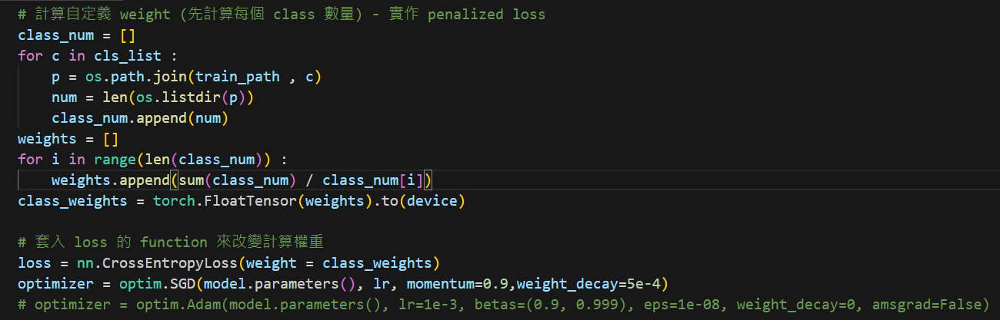 # 計算自定義 weight (先計算每個 class 數量) - 實作 penalized loss
class_num = []
for c in cls_list :
    p = os.path.join(train_path , c)
    num = len(os.listdir(p))
    class_num.append(num)
weights = []
for i in range(len(class_num)) :
    weights.append(sum(class_num) / class_num[i])
class_weights = torch.FloatTensor(weights).to(device)

# 套入 loss 的 function 來改變計算權重
loss = nn.CrossEntropyLoss(weight = class_weights)
optimizer = optim.SGD(model.parameters(), lr, momentum=0.9,weight_decay=5e-4)
# optimizer = optim.Adam(model.parameters(), lr=1e-3, betas=(0.9, 0.999), eps=1e-08, weight_decay=0, amsgrad=False)